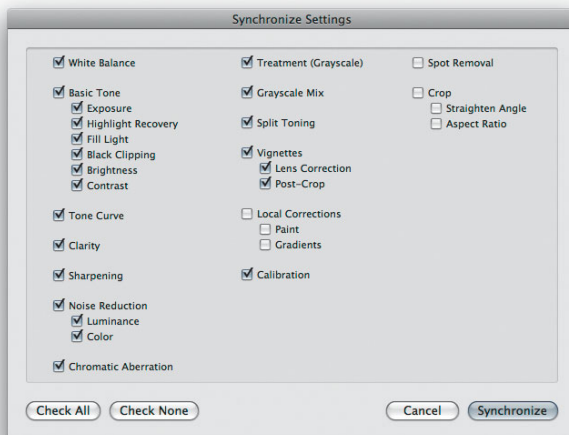 Synchronize Settings
White Balance
Basic Tone
Exposure
Highlight Recovery
Fill Light
Black Clipping
Brightness
Contrast
Tone Curve
Clarity
Sharpening
Noise Reduction
Luminance
Color
Chromatic Aberration
Treatment (Grayscale)
Grayscale Mix
Split Toning
Vignettes
Lens Correction
Post-Crop
Local Corrections
Paint
Gradients
Calibration
Spot Removal
Crop
Straighten Angle
Aspect Ratio
Check All
Check None
Cancel
Synchronize